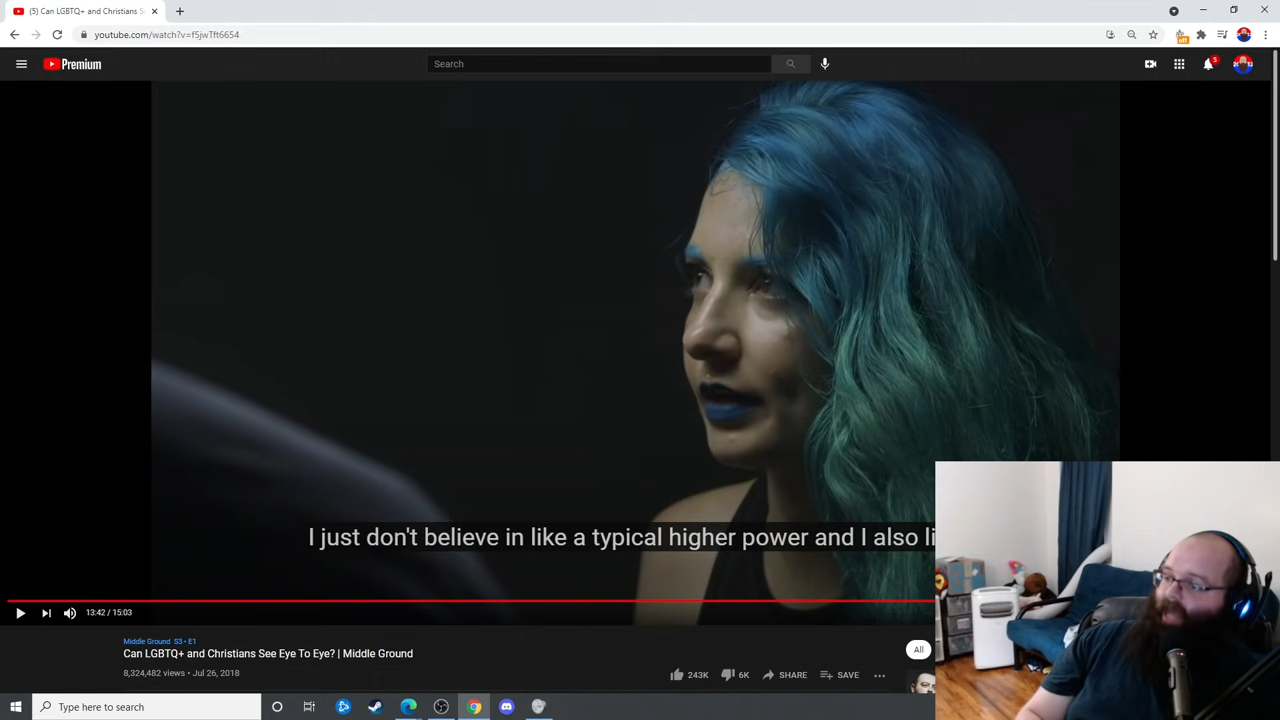 (5) Can LGBTQ+ and Christians S
youtube.com/watch?v=f5jwTft6654
off
Premium
Search
5
I just don't believe in like a typical higher power and I also li
13:42 / 15:03
Middle Ground S3 • E1
Can LGBTQ+ and Christians See Eye To Eye? | Middle Ground
All
8,324,482 views • Jul 26, 2018
243K
6K
SHARE
SAVE
Type here to search